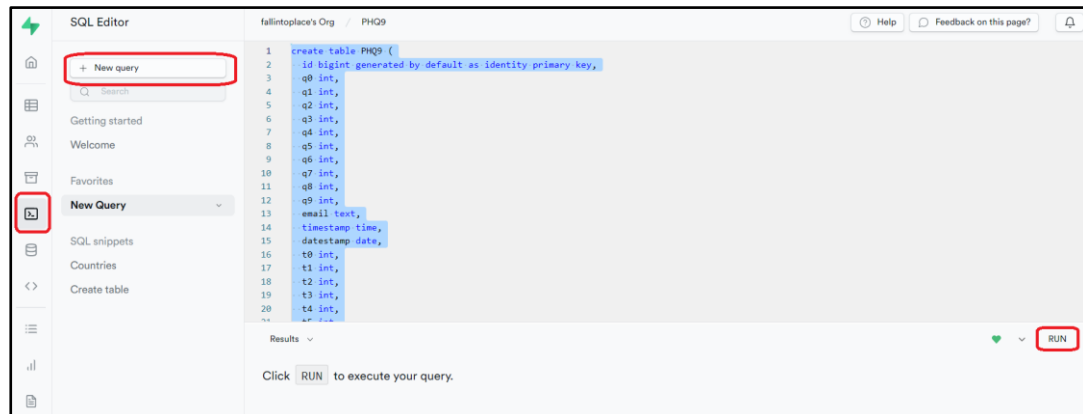 SQL Editor
fallintoplace's Org / PHQ9
Help
Feedback on this page?
+ New query
Search
Getting started
Welcome
Favorites
New Query
SQL snippets
Countries
Create table
1 create table PHQ9 (
2 id bigint generated by default as identity primary key,
3 q0 int,
4 q1 int,
5 q2 int,
6 q3 int,
7 q4 int,
8 q5 int,
9 q6 int,
10 q7 int,
11 q8 int,
12 q9 int,
13 email text,
14 timestamp time,
15 datestamp date,
16 t0 int,
17 t1 int,
18 t2 int,
19 t3 int,
20 t4 int,
21 t5 int,
Results
RUN
Click RUN to execute your query.